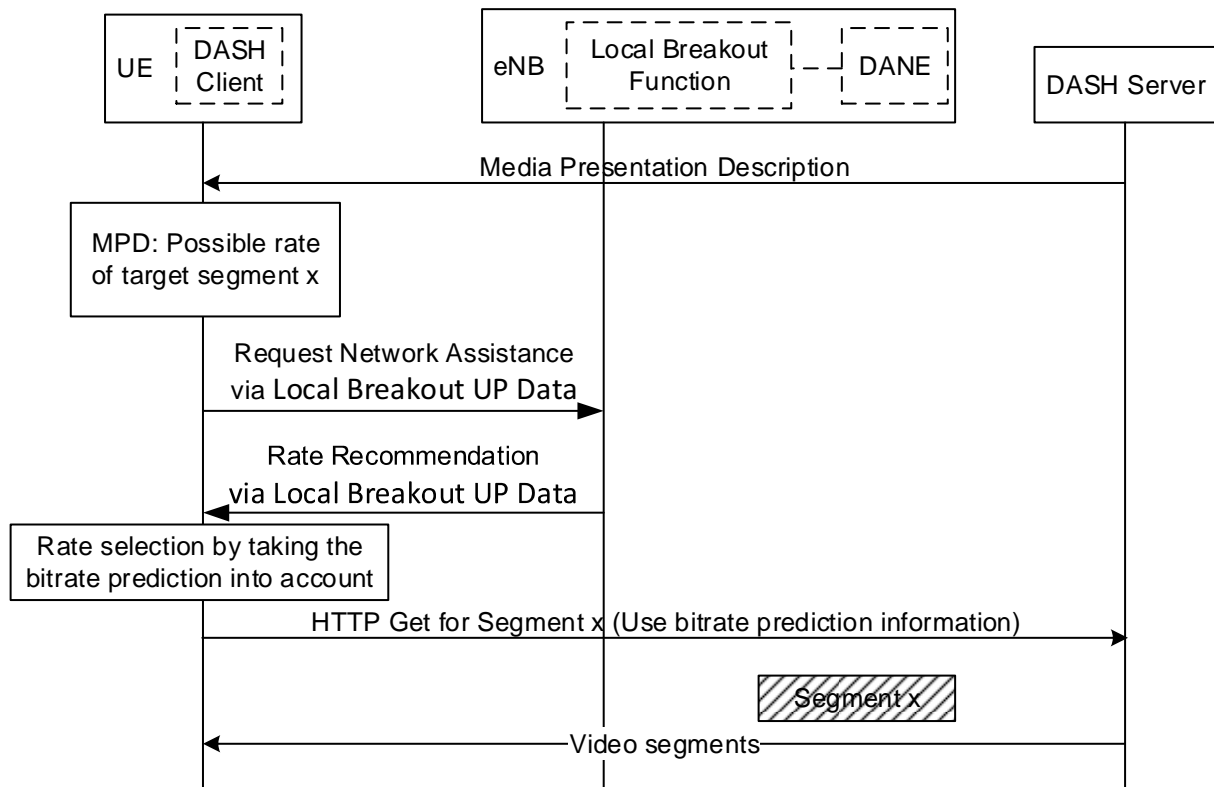 UE
DASH
Client
eNB
Local Breakout
Function
DANE
DASH Server
Media Presentation Description
MPD: Possible rate
of target segment x
Request Network Assistance
via Local Breakout UP Data
Rate Recommendation
via Local Breakout UP Data
Rate selection by taking the
bitrate prediction into account
HTTP Get for Segment x (Use bitrate prediction information)
Segment x
Video segments